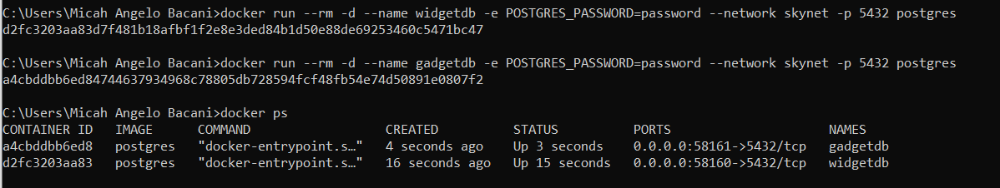 C:\Users\Micah Angelo Bacani>docker run --rm -d --name widgetdb -e POSTGRES_PASSWORD=password --network skynet -p 5432 postgres
d2fc3203aa83d7f481b18afbf1f2e8e3ded84b1d50e88de69253460c5471bc47
C:\Users\Micah Angelo Bacani>docker run --rm -d --name gadgetdb -e POSTGRES_PASSWORD=password --network skynet -p 5432 postgres
a4cbddbb6ed84744637934968c78805db728594fcf48fb54e74d50891e0807f2
C:\Users\Micah Angelo Bacani>docker ps
CONTAINER ID IMAGE COMMAND CREATED STATUS PORTS NAMES
a4cbddbb6ed8 postgres "docker-entrypoint.s…" 4 seconds ago Up 3 seconds 0.0.0.0:58161->5432/tcp gadgetdb
d2fc3203aa83 postgres "docker-entrypoint.s…" 16 seconds ago Up 15 seconds 0.0.0.0:58160->5432/tcp widgetdb